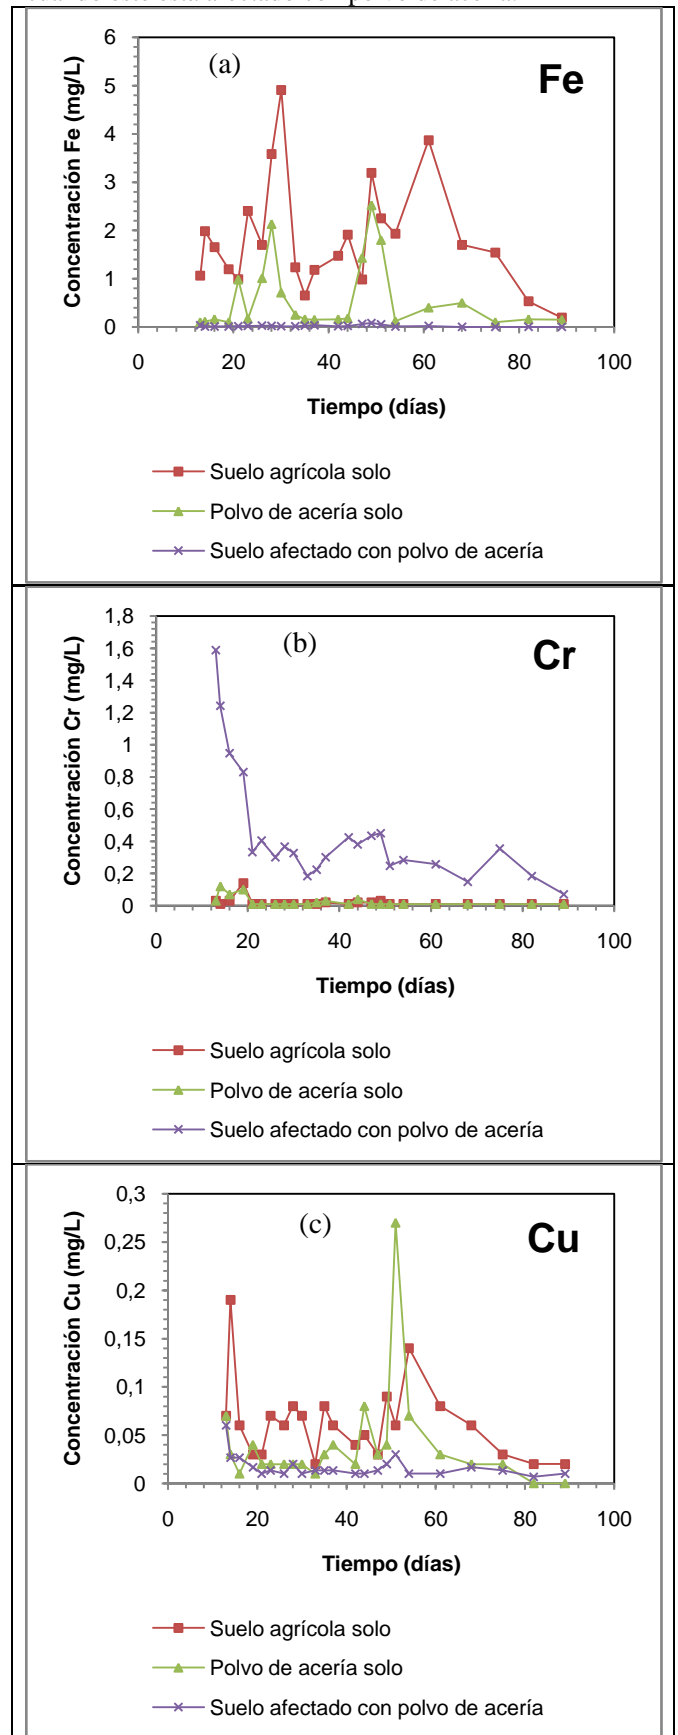 (a)
Fe
Concentración Fe (mg/L)
6
5
4
3
2
1
0
0 20 40 60 80 100
Tiempo (días)
Suelo agrícola solo
Polvo de acería solo
Suelo afectado con polvo de acería
(b)
Cr
Concentración Cr (mg/L)
1,8
1,6
1,4
1,2
1
0,8
0,6
0,4
0,2
0
0 20 40 60 80 100
Tiempo (días)
Suelo agrícola solo
Polvo de acería solo
Suelo afectado con polvo de acería
(c)
Cu
Concentración Cu (mg/L)
0,3
0,25
0,2
0,15
0,1
0,05
0
0 20 40 60 80 100
Tiempo (días)
Suelo agrícola solo
Polvo de acería solo
Suelo afectado con polvo de acería